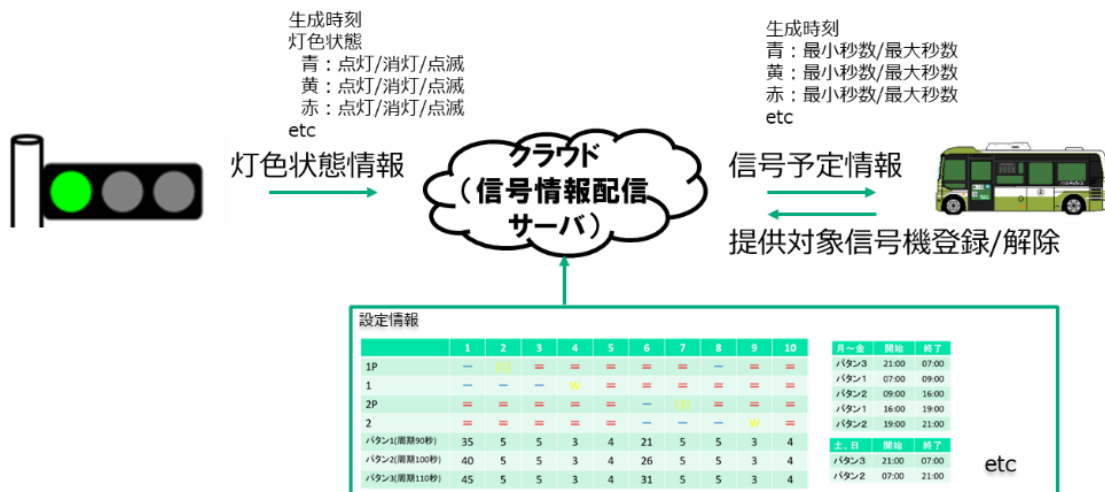 生成時刻
灯色状態
青：点灯/消灯/点滅
黄：点灯/消灯/点滅
赤：点灯/消灯/点滅
etc
灯色状態情報
クラウド
（信号情報配信
サーバ）
生成時刻
青：最小秒数/最大秒数
黄：最小秒数/最大秒数
赤：最小秒数/最大秒数
etc
信号予定情報
提供対象信号機登録/解除
設定情報
1 2 3 4 5 6 7 8 9 10
1P － ||| ＝ ＝ ＝ ＝ ＝ － ＝ ＝
1 － － － W ＝ ＝ ＝ ＝ ＝ ＝
2P ＝ ＝ ＝ ＝ ＝ － ||| ＝ ＝ ＝
2 ＝ ＝ ＝ ＝ ＝ － － － W ＝
パタン1(周期90秒) 35 5 5 3 4 21 5 5 3 4
パタン2(周期100秒) 40 5 5 3 4 26 5 5 3 4
パタン3(周期110秒) 45 5 5 3 4 31 5 5 3 4
月～金 開始 終了
パタン3 21:00 07:00
パタン1 07:00 09:00
パタン2 09:00 16:00
パタン1 16:00 19:00
パタン2 19:00 21:00
土、日 開始 終了
パタン3 21:00 07:00
パタン2 07:00 21:00
etc